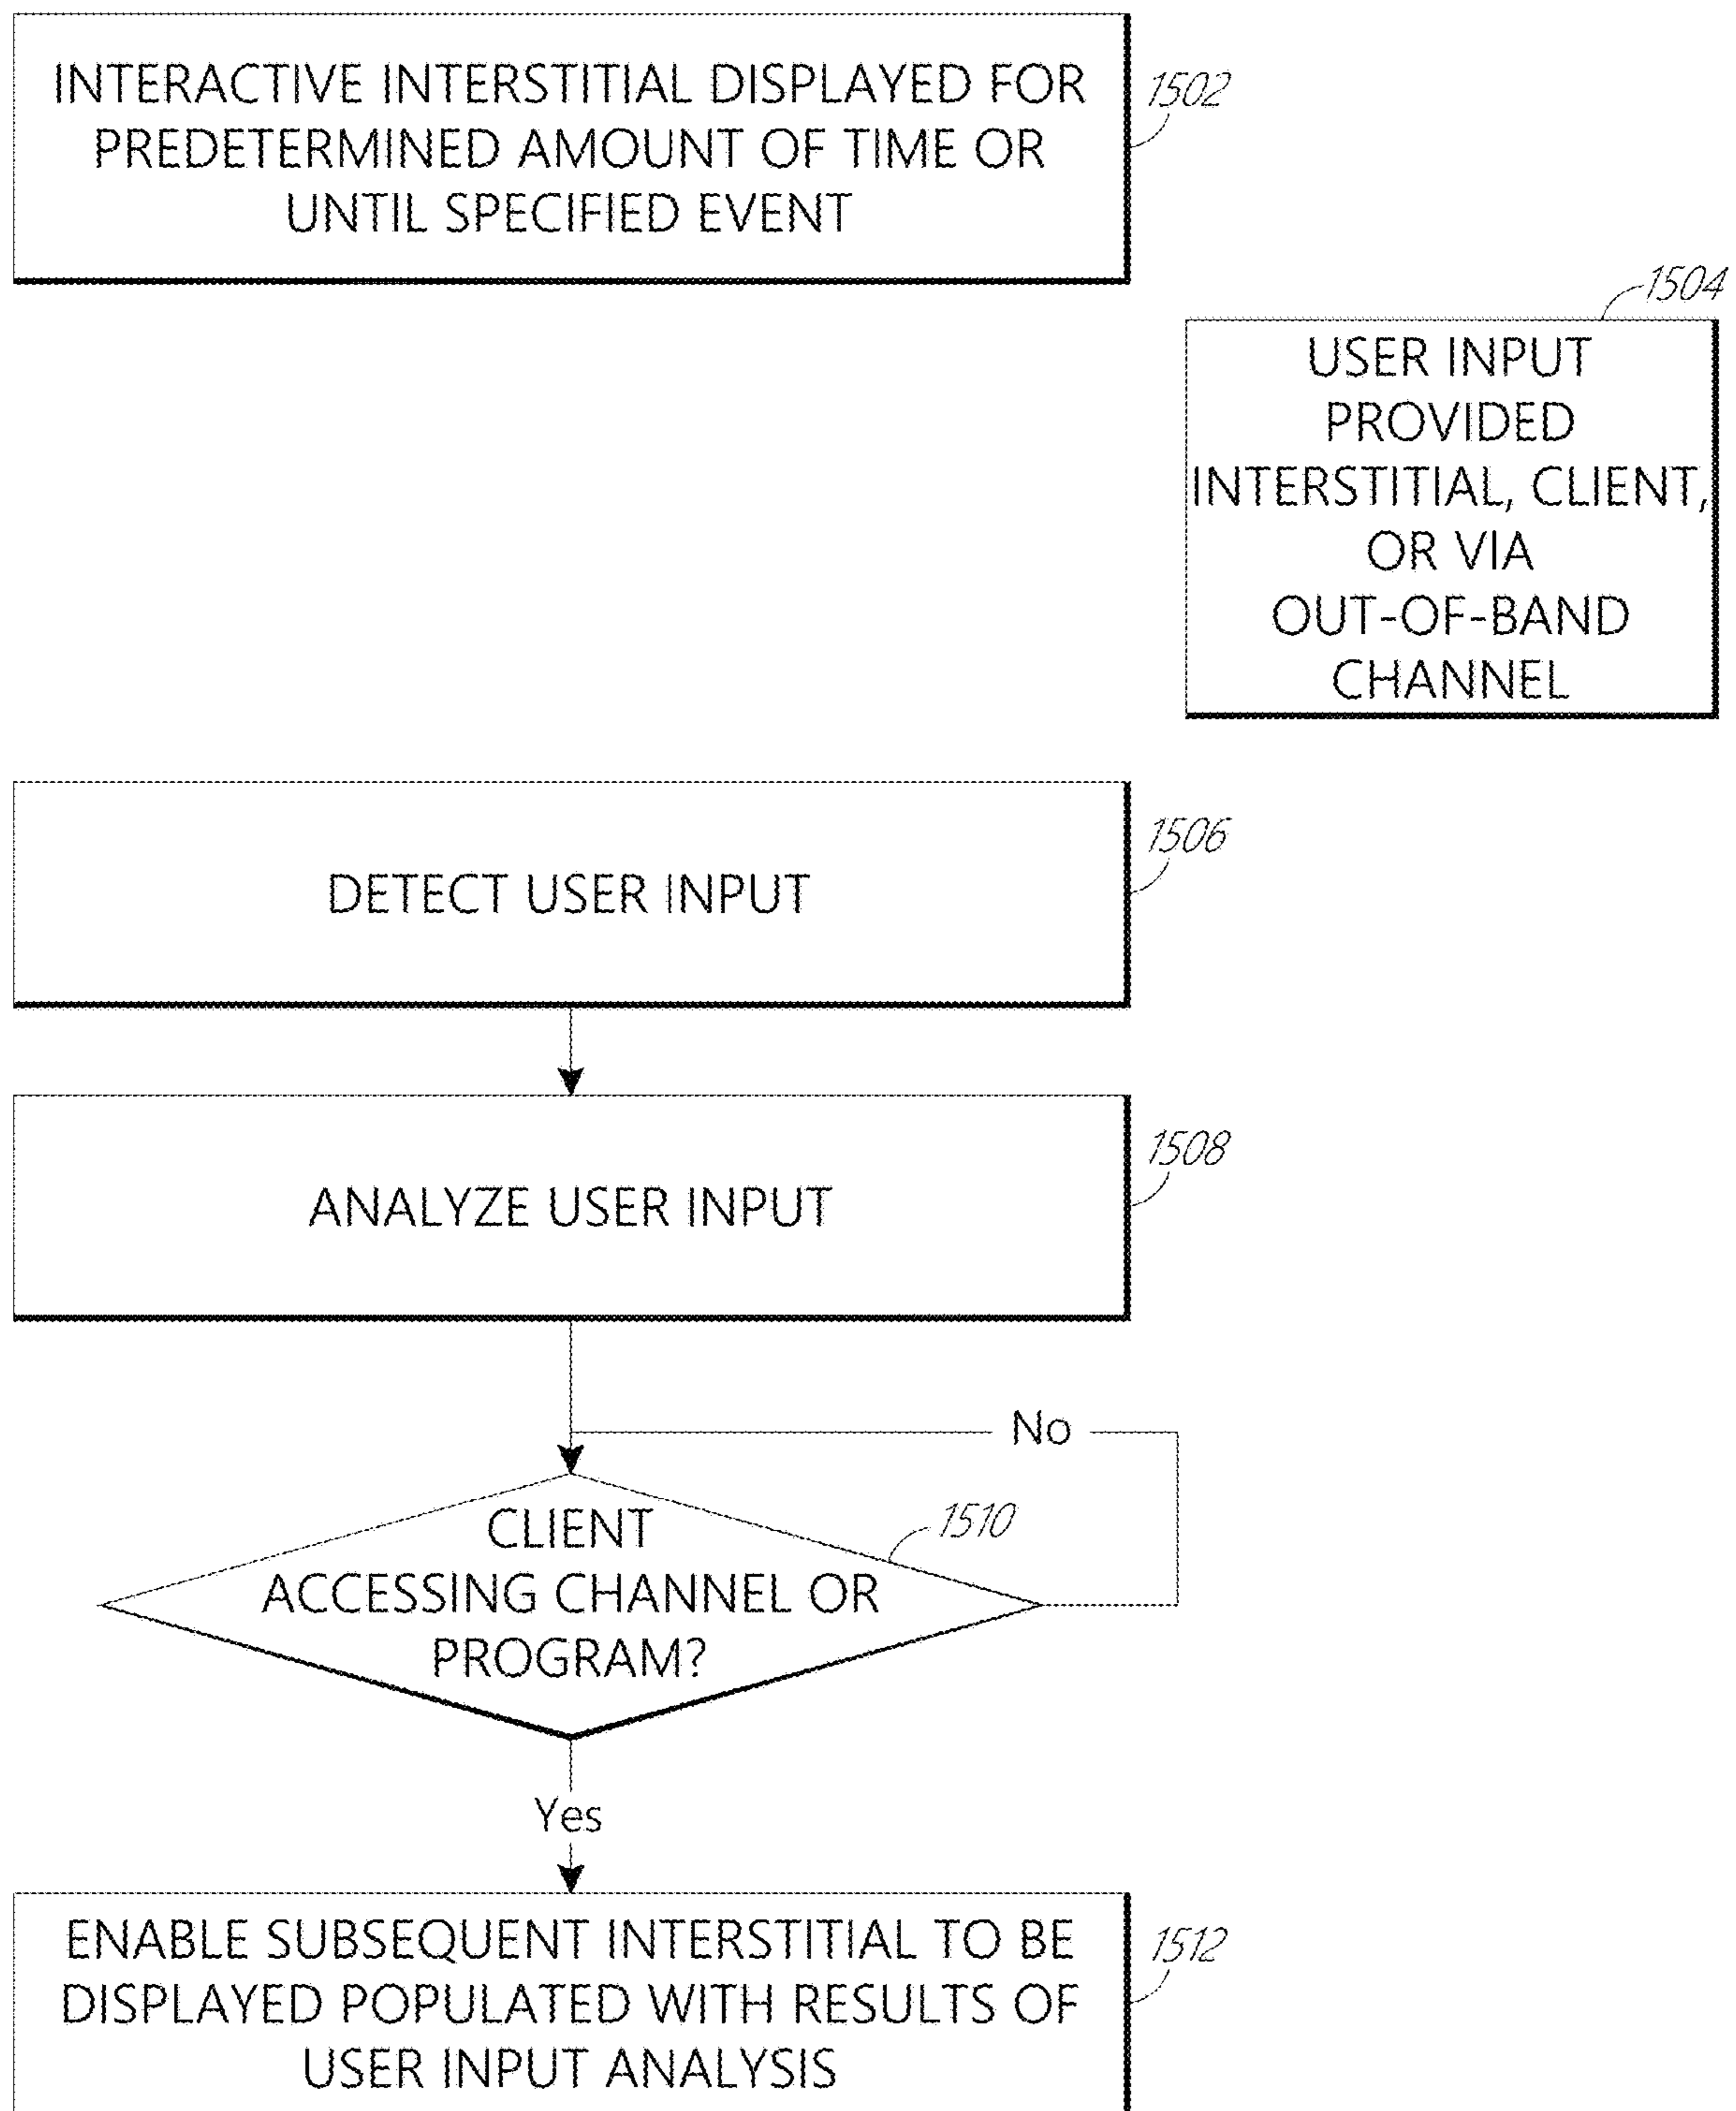 INTERACTIVE INTERSTITIAL DISPLAYED FOR
PREDETERMINED AMOUNT OF TIME OR
UNTIL SPECIFIED EVENT
1502
1504
USER INPUT
PROVIDED
INTERSTITIAL, CLIENT,
OR VIA
OUT-OF-BAND
CHANNEL
DETECT USER INPUT
1506
ANALYZE USER INPUT
1508
No
CLIENT
ACCESSING CHANNEL OR
PROGRAM?
1510
Yes
ENABLE SUBSEQUENT INTERSTITIAL TO BE
DISPLAYED POPULATED WITH RESULTS OF
USER INPUT ANALYSIS
1512